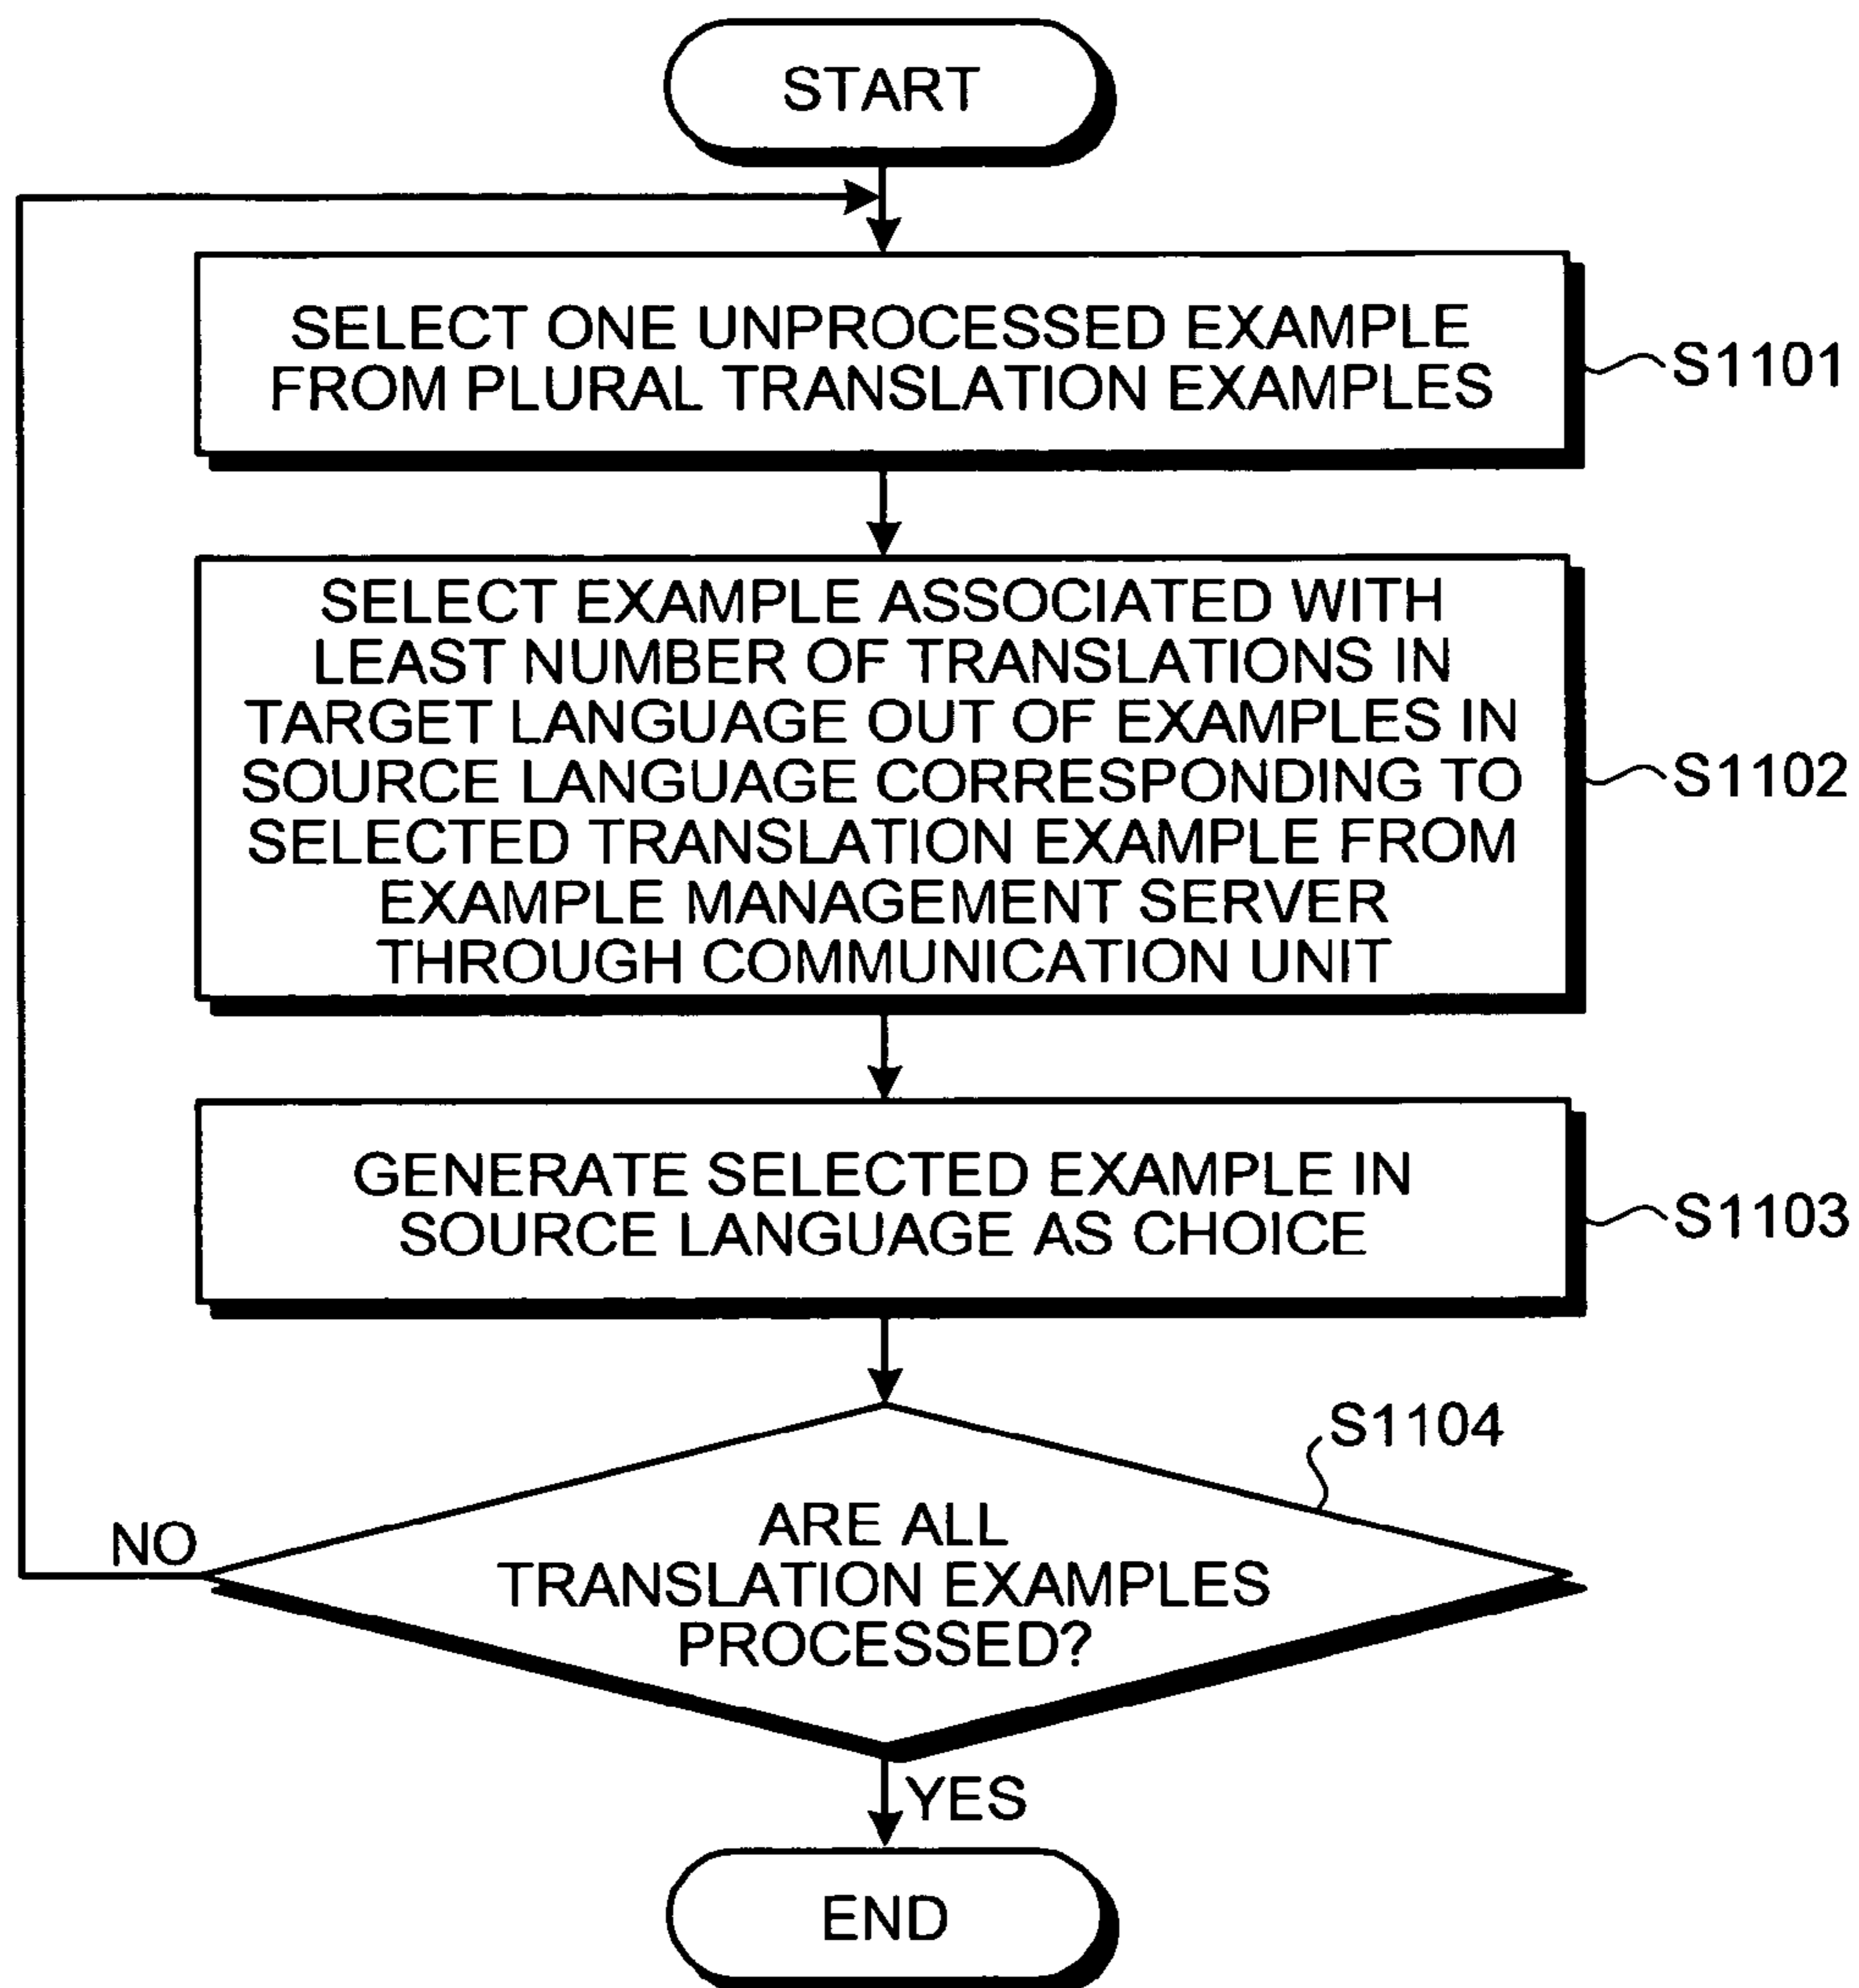 START
SELECT ONE UNPROCESSED EXAMPLE
FROM PLURAL TRANSLATION EXAMPLES
S1101
SELECT EXAMPLE ASSOCIATED WITH
LEAST NUMBER OF TRANSLATIONS IN
TARGET LANGUAGE OUT OF EXAMPLES IN
SOURCE LANGUAGE CORRESPONDING TO
SELECTED TRANSLATION EXAMPLE FROM
EXAMPLE MANAGEMENT SERVER
THROUGH COMMUNICATION UNIT
S1102
GENERATE SELECTED EXAMPLE IN
SOURCE LANGUAGE AS CHOICE
S1103
S1104
ARE ALL
TRANSLATION EXAMPLES
PROCESSED?
NO
YES
END